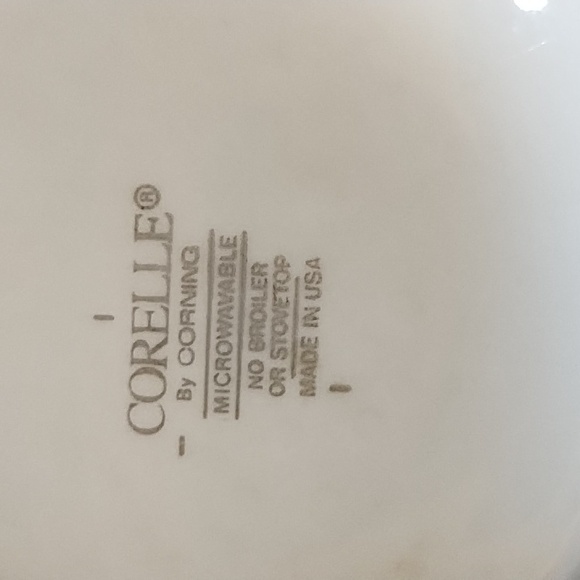 CORELLE®
By CORNING
MICROWAVABLE
NO BROILER
OR STOVETOP
MADE IN USA